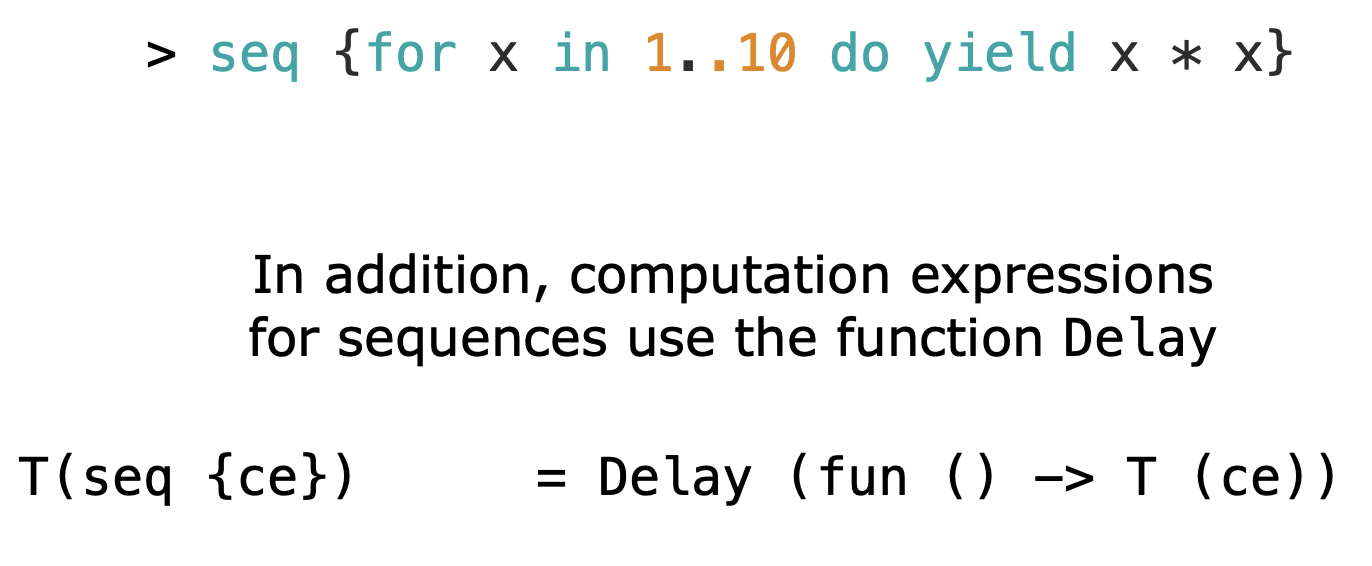 > seq {for x in 1..10 do yield x * x}
In addition, computation expressions
for sequences use the function Delay
T(seq {ce}) = Delay (fun () -> T (ce))